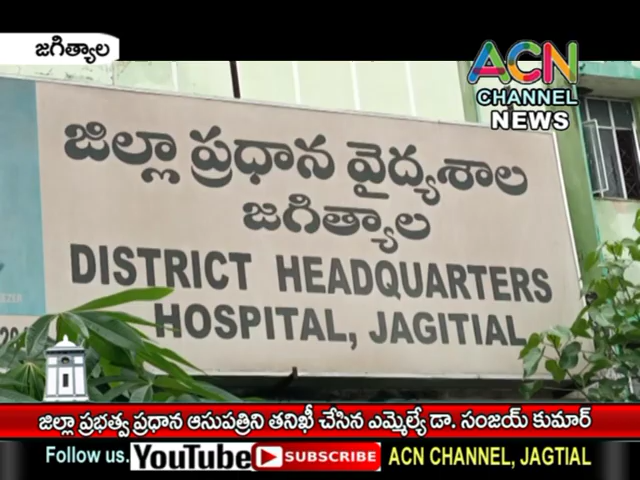 జగిత్యాల
ACN
CHANNEL
NEWS
జిల్లా ప్రధాన వైద్యశాల
జగిత్యాల
DISTRICT HEADQUARTERS
HOSPITAL, JAGITIAL
జిల్లా ప్రభుత్వ ప్రధాన ఆసుపత్రిని తనిఖీ చేసిన ఎమ్మెల్యే డా. సంజయ్ కుమార్
Follow us. YouTube SUBSCRIBE ACN CHANNEL, JAGTIAL